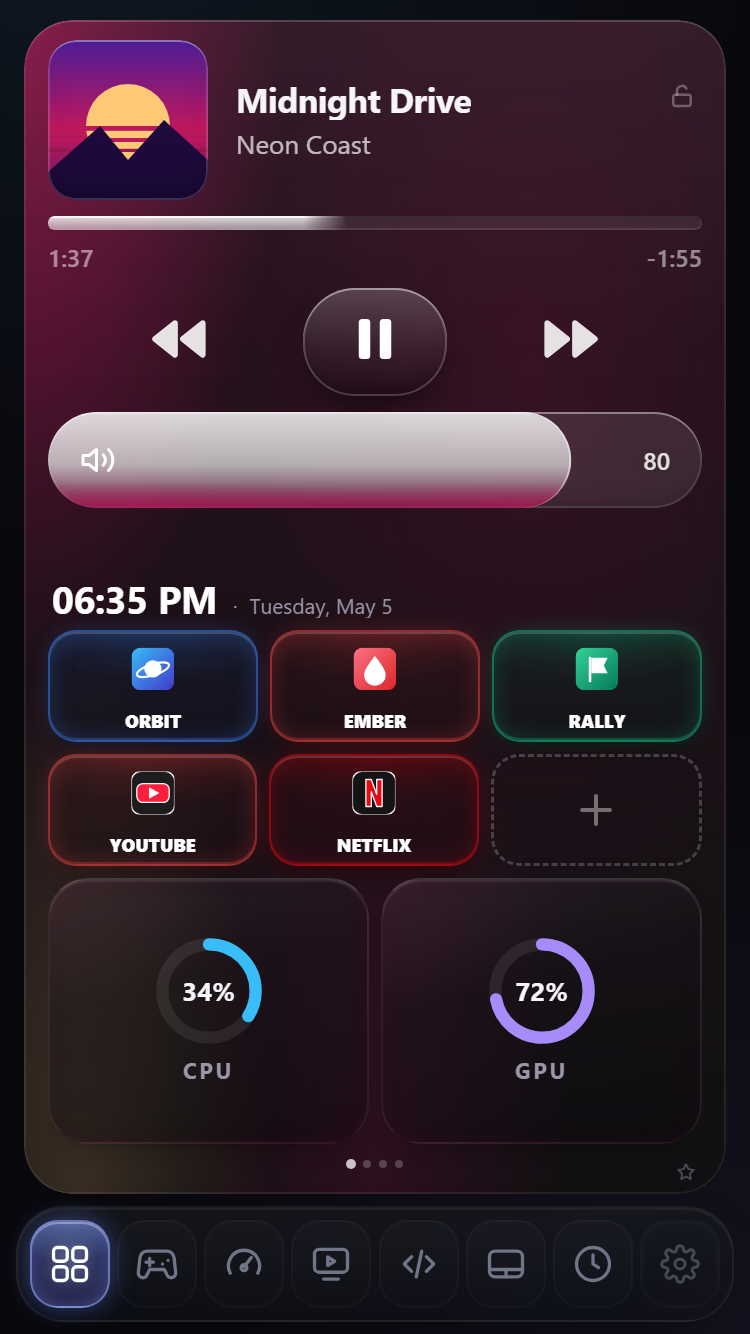 Midnight Drive
Neon Coast
1:37
-1:55
80
06:35 PM · Tuesday, May 5
ORBIT
EMBER
RALLY
YOUTUBE
NETFLIX
34%
72%
CPU
GPU